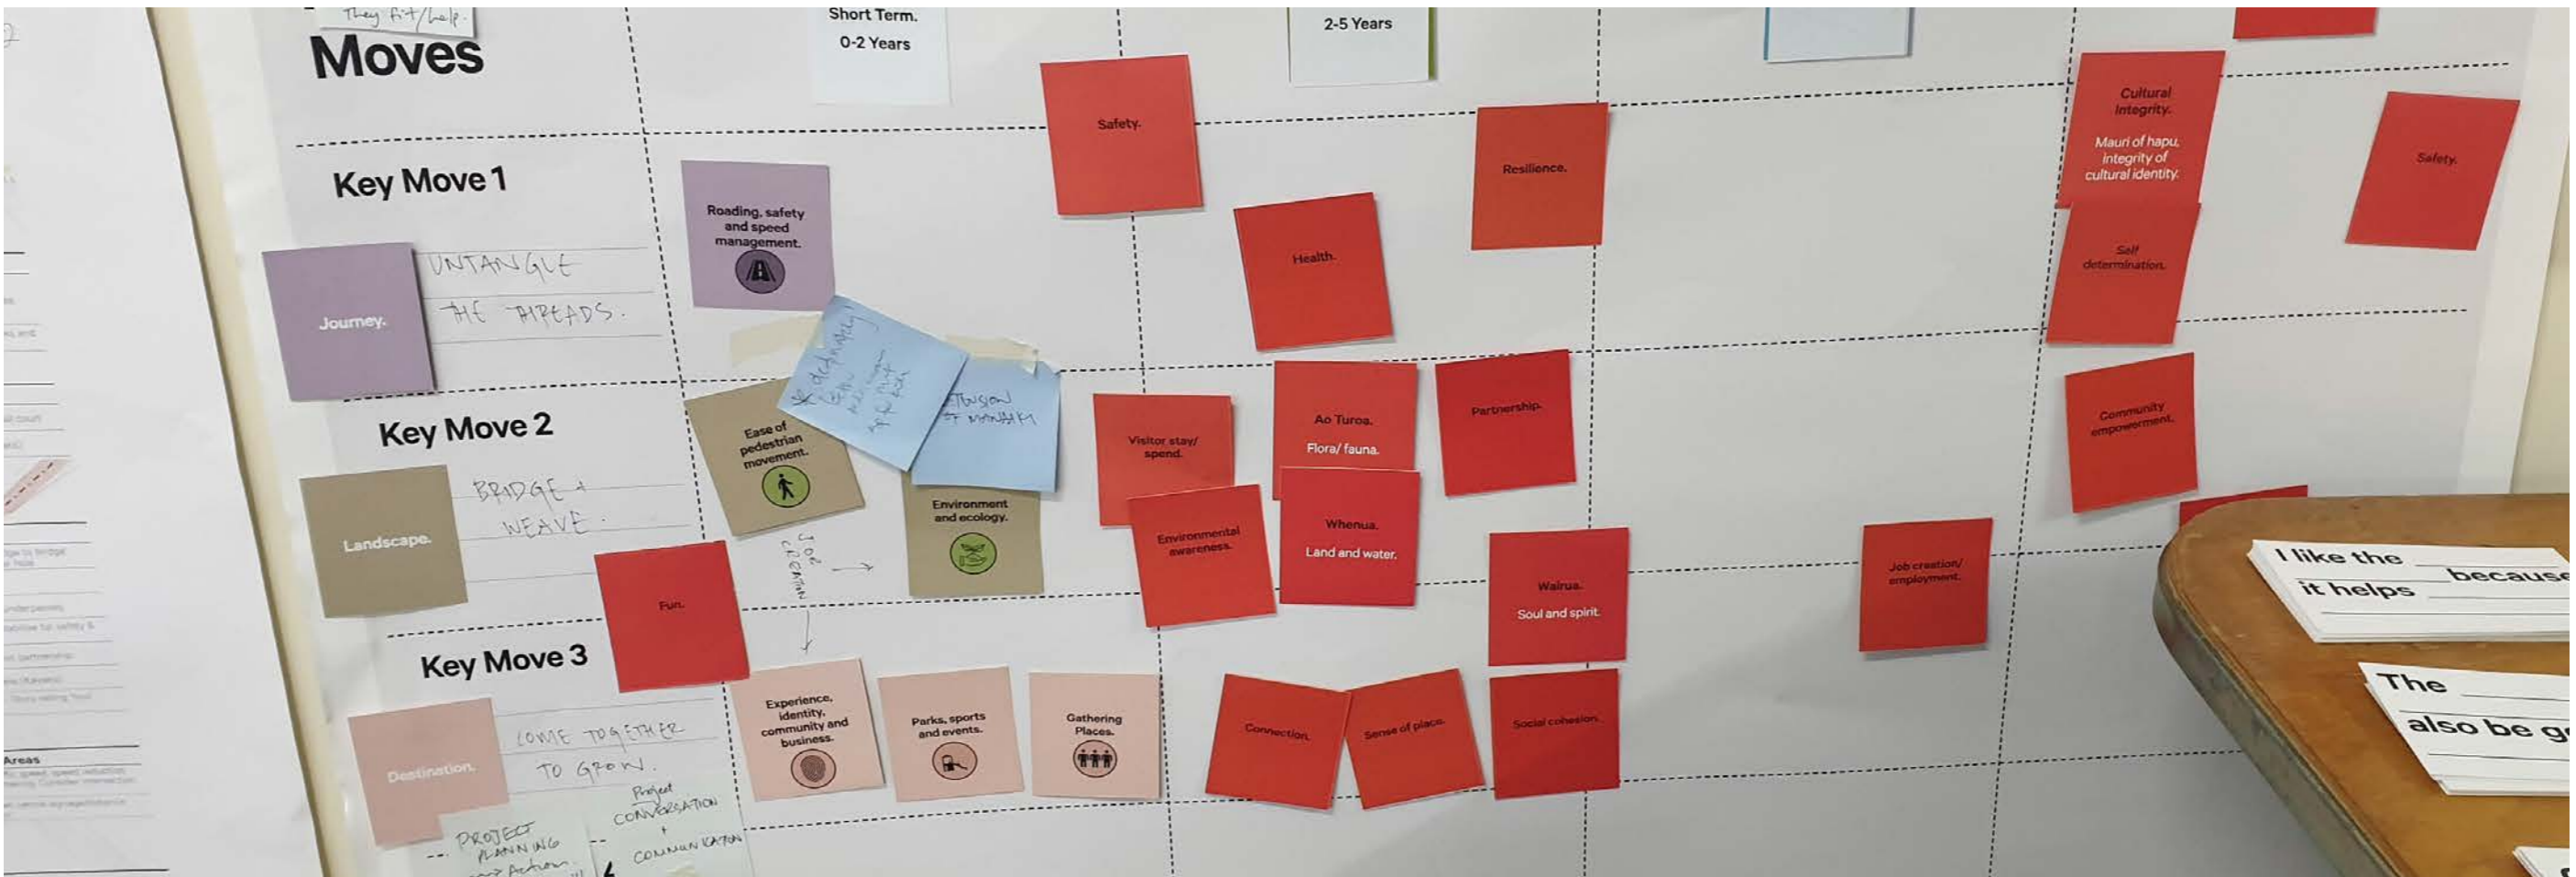 They fit/help.
Moves
Short Term.
0-2 Years
2-5 Years
Key Move 1
Journey.
UNTANGLE
THE THREADS.
Roading, safety
and speed
management.
Safety.
Health.
Resilience.
Cultural
Integrity.
Mauri of hapu,
integrity of
cultural identity.
Self
determination.
Safety.
Key Move 2
Landscape.
BRIDGE +
WEAVE.
Fun.
Ease of
pedestrian
movement.
JOB
CREATION
Environment
and ecology.
Visitor stay/
spend.
Environmental
awareness.
Ao Turoa.
Flora/ fauna.
Whenua.
Land and water.
Partnership.
Wairua.
Soul and spirit.
Job creation/
employment.
Community
empowerment.
Key Move 3
Destination.
COME TOGETHER
TO GROW.
Experience,
identity,
community and
business.
Parks, sports
and events.
Gathering
Places.
Connection.
Sense of place.
Social cohesion.
PROJECT
PLANNING
Action.
Project
CONVERSATION
+
COMMUNICATION
Areas
I like the because
it helps
The
also be